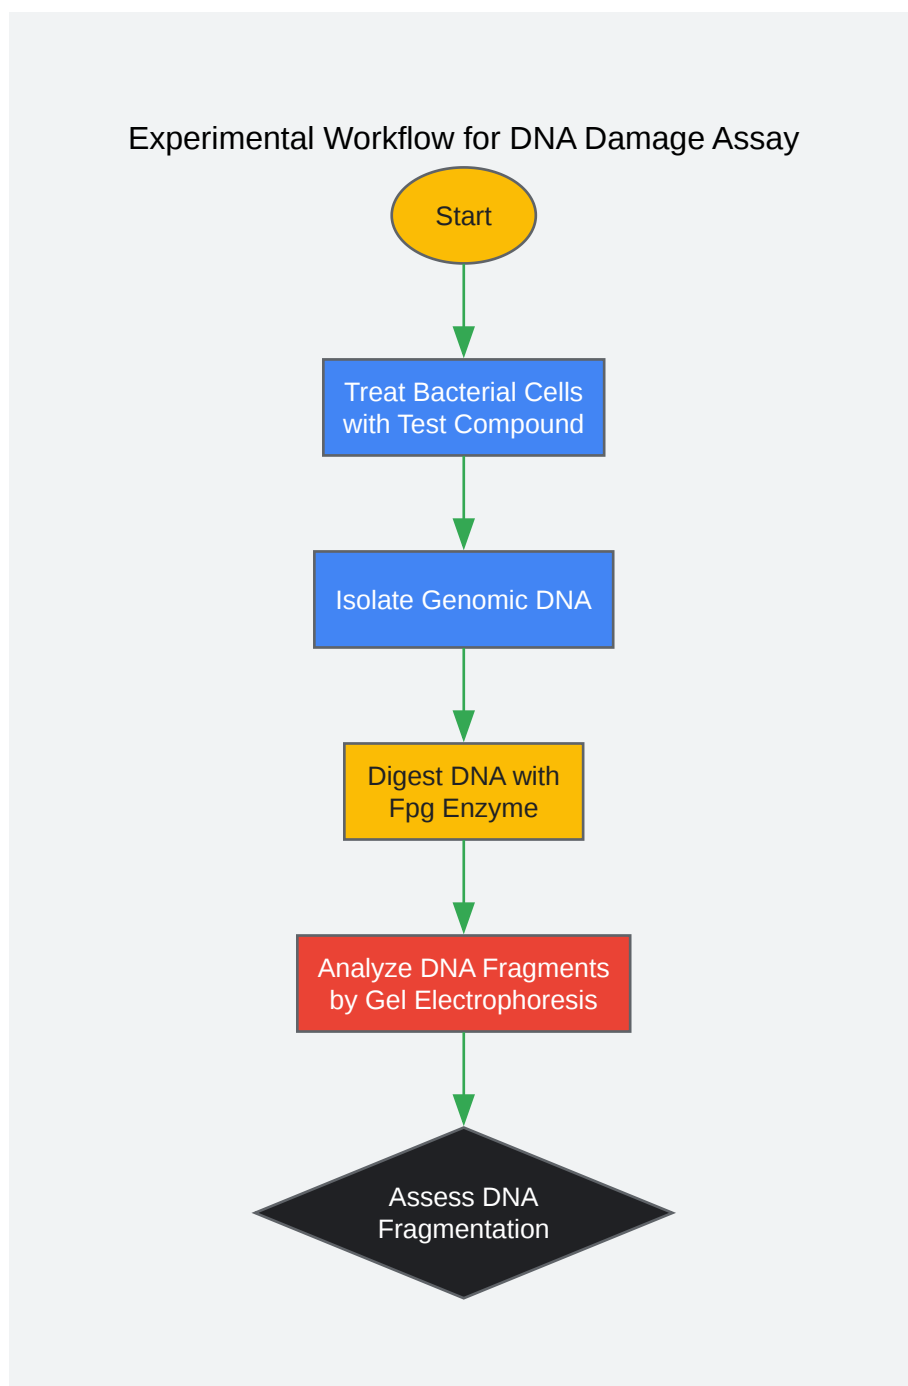 Experimental Workflow for DNA Damage Assay
Start
Treat Bacterial Cells
with Test Compound
Isolate Genomic DNA
Digest DNA with
Fpg Enzyme
Analyze DNA Fragments
by Gel Electrophoresis
Assess DNA
Fragmentation